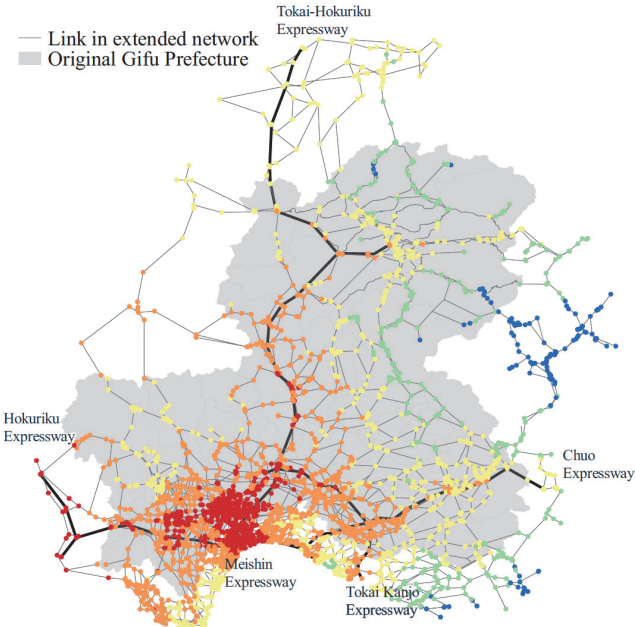 Tokai-Hokuriku
Expressway
Link in extended network
Original Gifu Prefecture
Hokuriku
Expressway
Chuo
Expressway
Meishin
Expressway
Tokai Kanjo
Expressway